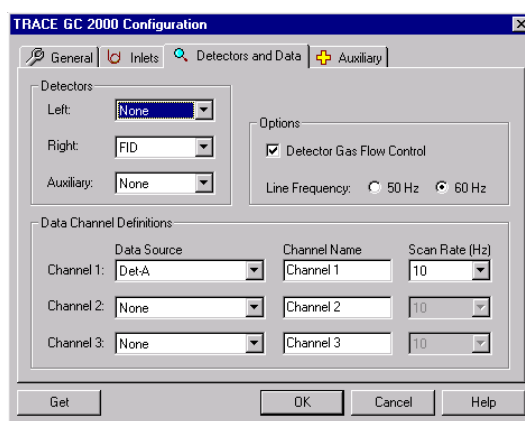 TRACE GC 2000 Configuration
General Inlets Detectors and Data Auxiliary
Detectors
Left: None
Right: FID
Auxiliary: None
Options
Detector Gas Flow Control
Line Frequency: 50 Hz 60 Hz
Data Channel Definitions
Data Source Channel Name Scan Rate (Hz)
Channel 1: Det-A Channel 1 10
Channel 2: None Channel 2 10
Channel 3: None Channel 3 10
Get OK Cancel Help